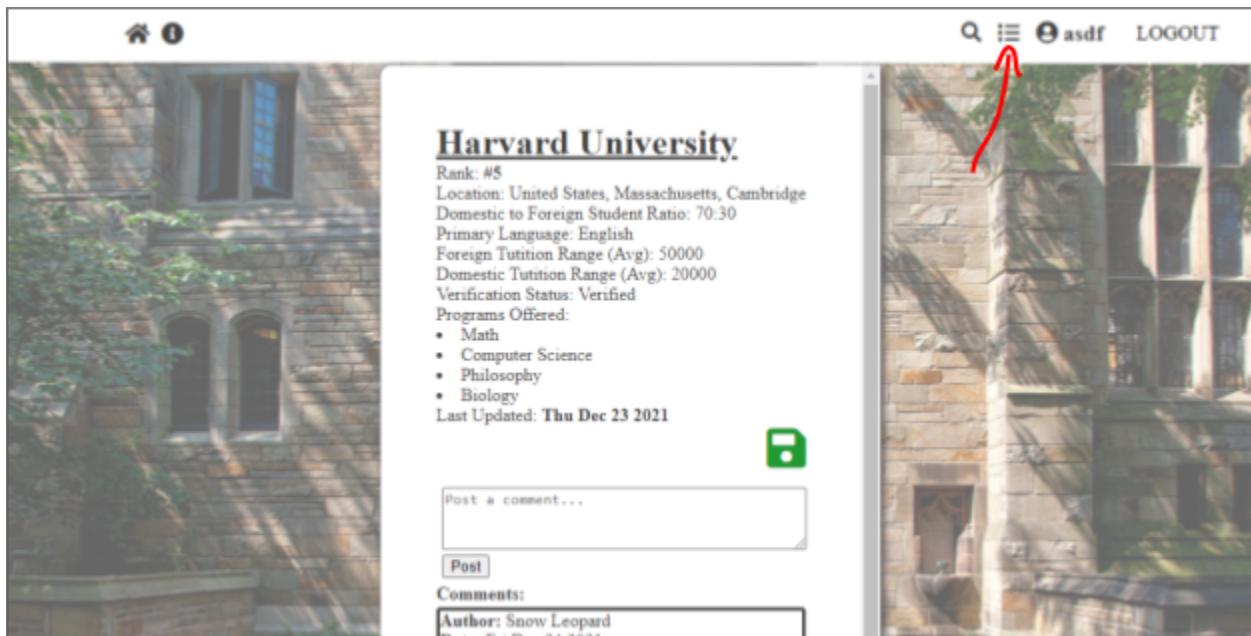 asdf LOGOUT
Harvard University
Rank: #5
Location: United States, Massachusetts, Cambridge
Domestic to Foreign Student Ratio: 70:30
Primary Language: English
Foreign Tutition Range (Avg): 50000
Domestic Tutition Range (Avg): 20000
Verification Status: Verified
Programs Offered:
• Math
• Computer Science
• Philosophy
• Biology
Last Updated: Thu Dec 23 2021
Post a comment...
Post
Comments:
Author: Snow Leopard